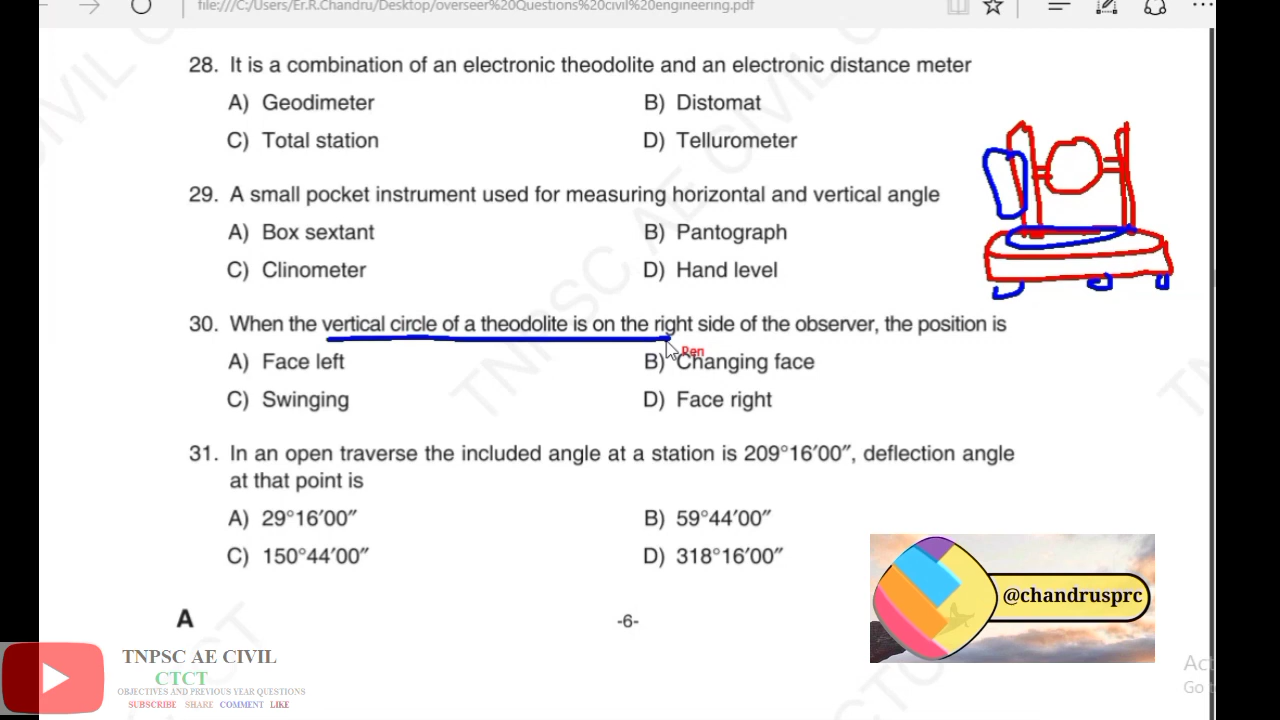 file:///C:/Users/Er.R.Chandru/Desktop/overseer%20Questions%20civil%20engineering.pdf
28. It is a combination of an electronic theodolite and an electronic distance meter
A) Geodimeter
B) Distomat
C) Total station
D) Tellurometer
29. A small pocket instrument used for measuring horizontal and vertical angle
A) Box sextant
B) Pantograph
C) Clinometer
D) Hand level
30. When the vertical circle of a theodolite is on the right side of the observer, the position is
Pen
A) Face left
B) Changing face
C) Swinging
D) Face right
31. In an open traverse the included angle at a station is 209°16′00″, deflection angle
at that point is
A) 29°16′00″
B) 59°44′00″
C) 150°44′00″
D) 318°16′00″
@chandrusprc
A
-6-
TNPSC AE CIVIL
CTCT
OBJECTIVES AND PREVIOUS YEAR QUESTIONS
SUBSCRIBE SHARE COMMENT LIKE
Go t
TNPSC AE CIVIL